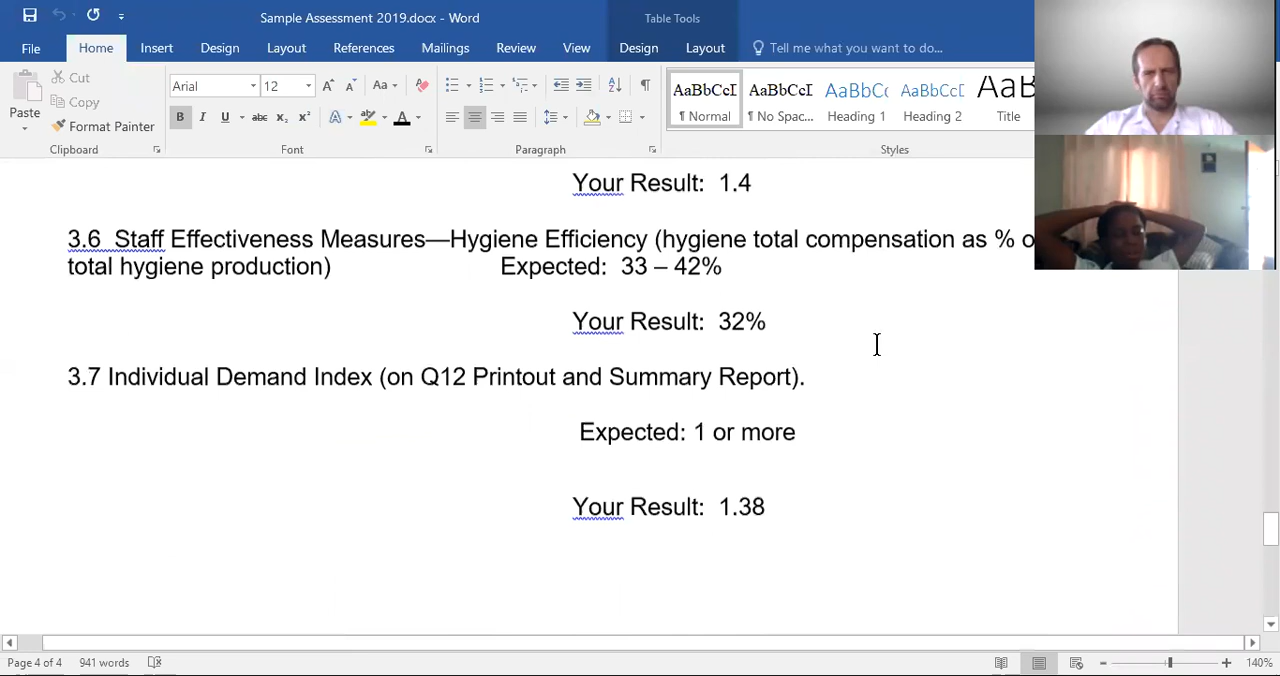 Sample Assessment 2019.docx - Word
Table Tools
File Home Insert Design Layout References Mailings Review View Design Layout Tell me what you want to do...
Paste
Cut
Copy
Format Painter
Clipboard
Arial 12
Font
Paragraph
AaBbCcI AaBbCcI AaBbCc AaBbCcD AaB
¶ Normal ¶ No Spac... Heading 1 Heading 2 Title
Styles
Your Result: 1.4
3.6 Staff Effectiveness Measures—Hygiene Efficiency (hygiene total compensation as % o
total hygiene production) Expected: 33 – 42%
Your Result: 32%
3.7 Individual Demand Index (on Q12 Printout and Summary Report).
Expected: 1 or more
Your Result: 1.38
Page 4 of 4 941 words 140%